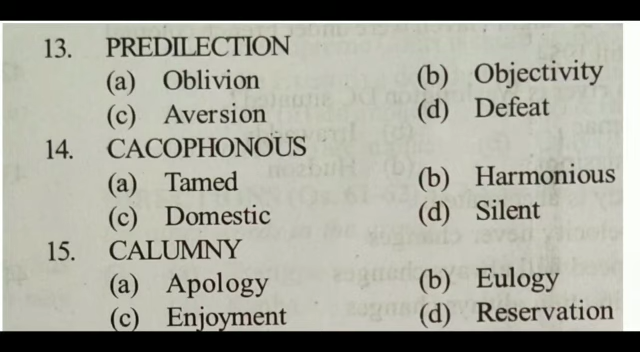 13. PREDILECTION
(a) Oblivion (b) Objectivity
(c) Aversion (d) Defeat
14. CACOPHONOUS
(a) Tamed (b) Harmonious
(c) Domestic (d) Silent
15. CALUMNY
(a) Apology (b) Eulogy
(c) Enjoyment (d) Reservation